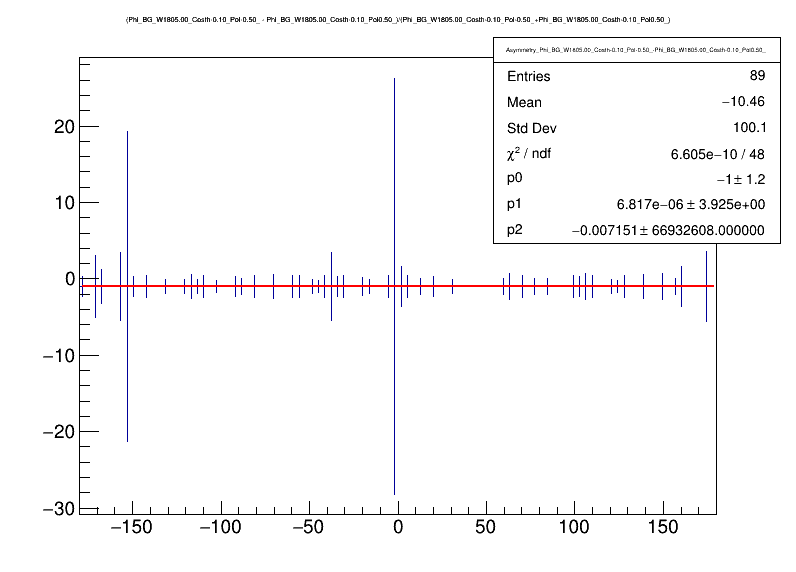 (Phi_BG_W1805.00_Costh-0.10_Pol-0.50_ - Phi_BG_W1805.00_Costh-0.10_Pol0.50_)/(Phi_BG_W1805.00_Costh-0.10_Pol-0.50_+Phi_BG_W1805.00_Costh-0.10_Pol0.50_)
Asymmetry_Phi_BG_W1805.00_Costh-0.10_Pol-0.50_-Phi_BG_W1805.00_Costh-0.10_Pol0.50_
Entries 89
Mean −10.46
Std Dev 100.1
χ² / ndf 6.605e−10 / 48
p0 −1 ± 1.2
p1 6.817e−06 ± 3.925e+00
p2 −0.007151 ± 66932608.000000
20
10
0
−10
−20
−30
−150 −100 −50 0 50 100 150